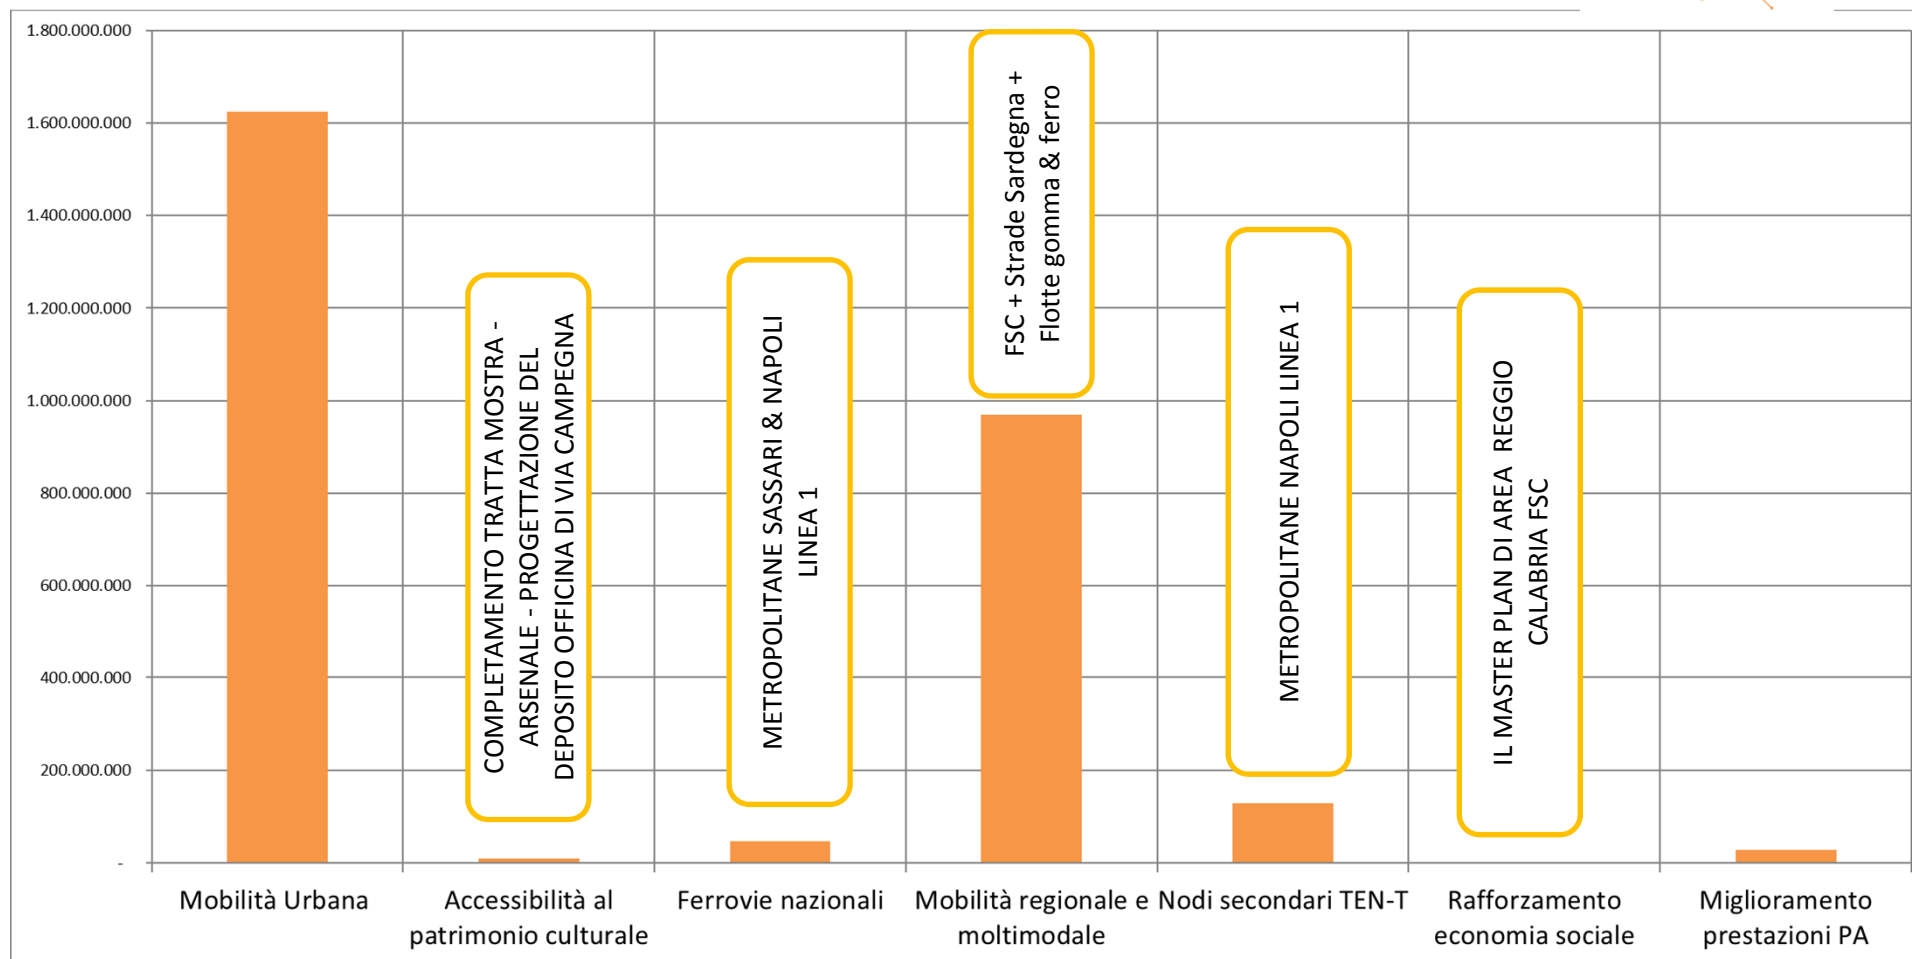 1.800.000.000
1.600.000.000
1.400.000.000
1.200.000.000
1.000.000.000
800.000.000
600.000.000
400.000.000
200.000.000
-
COMPLETAMENTO TRATTA MOSTRA -
ARSENALE - PROGETTAZIONE DEL
DEPOSITO OFFICINA DI VIA CAMPEGNA
METROPOLITANE SASSARI & NAPOLI
LINEA 1
FSC + Strade Sardegna +
Flotte gomma & ferro
METROPOLITANE NAPOLI LINEA 1
IL MASTER PLAN DI AREA REGGIO
CALABRIA FSC
Mobilità Urbana
Accessibilità al
patrimonio culturale
Ferrovie nazionali
Mobilità regionale e
moltimodale
Nodi secondari TEN-T
Rafforzamento
economia sociale
Miglioramento
prestazioni PA